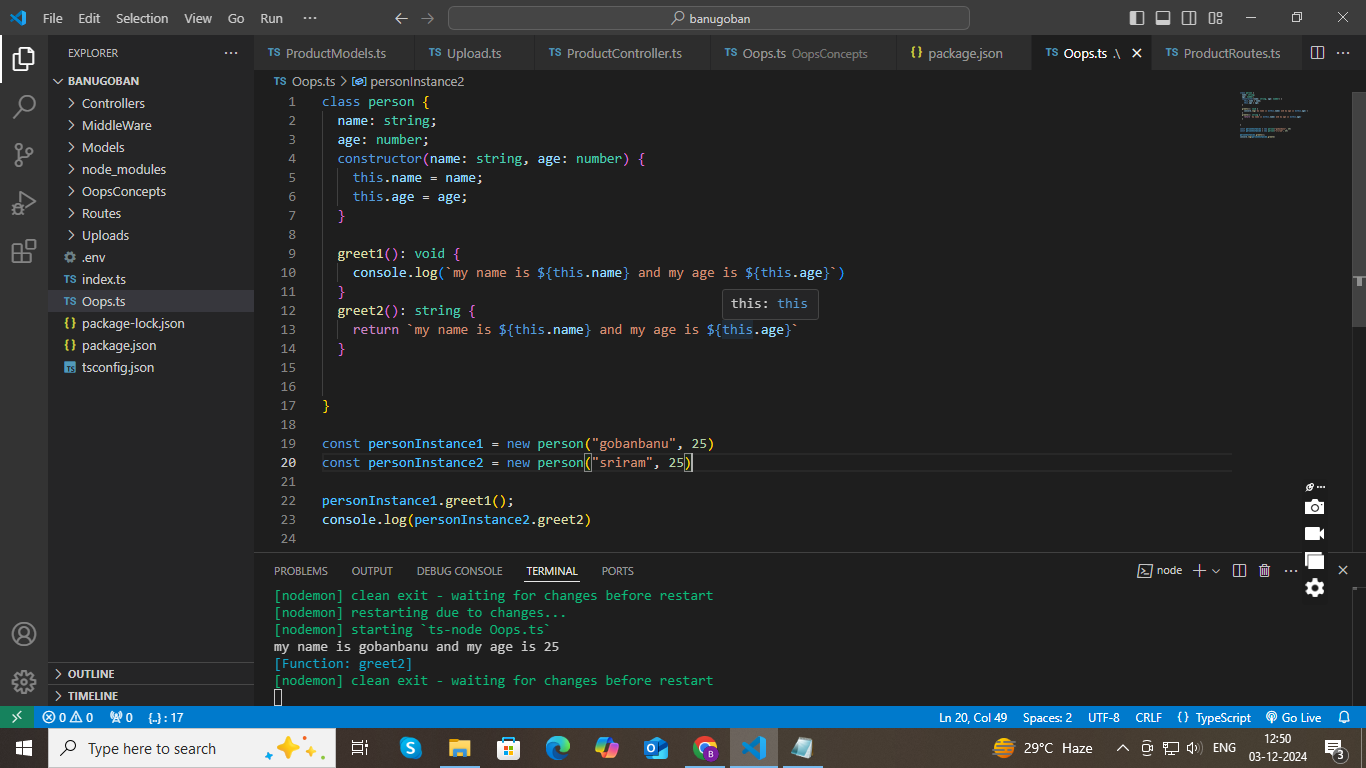 File Edit Selection View Go Run ···
banugoban
EXPLORER
BANUGOBAN
Controllers
MiddleWare
Models
node_modules
OopsConcepts
Routes
Uploads
.env
TS index.ts
TS Oops.ts
{} package-lock.json
{} package.json
TS tsconfig.json
OUTLINE
TIMELINE
TS ProductModels.ts
TS Upload.ts
TS ProductController.ts
TS Oops.ts OopsConcepts
{} package.json
TS Oops.ts .\
TS ProductRoutes.ts
TS Oops.ts > personInstance2
1 class person {
2 name: string;
3 age: number;
4 constructor(name: string, age: number) {
5 this.name = name;
6 this.age = age;
7 }
8
9 greet1(): void {
10 console.log(`my name is ${this.name} and my age is ${this.age}`)
11 }
this: this
12 greet2(): string {
13 return `my name is ${this.name} and my age is ${this.age}`
14 }
15
16
17 }
18
19 const personInstance1 = new person("gobanbanu", 25)
20 const personInstance2 = new person("sriram", 25)
21
22 personInstance1.greet1();
23 console.log(personInstance2.greet2)
24
PROBLEMS OUTPUT DEBUG CONSOLE TERMINAL PORTS
node
[nodemon] clean exit - waiting for changes before restart
[nodemon] restarting due to changes...
[nodemon] starting `ts-node Oops.ts`
my name is gobanbanu and my age is 25
[Function: greet2]
[nodemon] clean exit - waiting for changes before restart
0 0 0 {..} : 17
Ln 20, Col 49 Spaces: 2 UTF-8 CRLF {} TypeScript Go Live
Type here to search
29°C Haze
ENG
12:50
03-12-2024
3